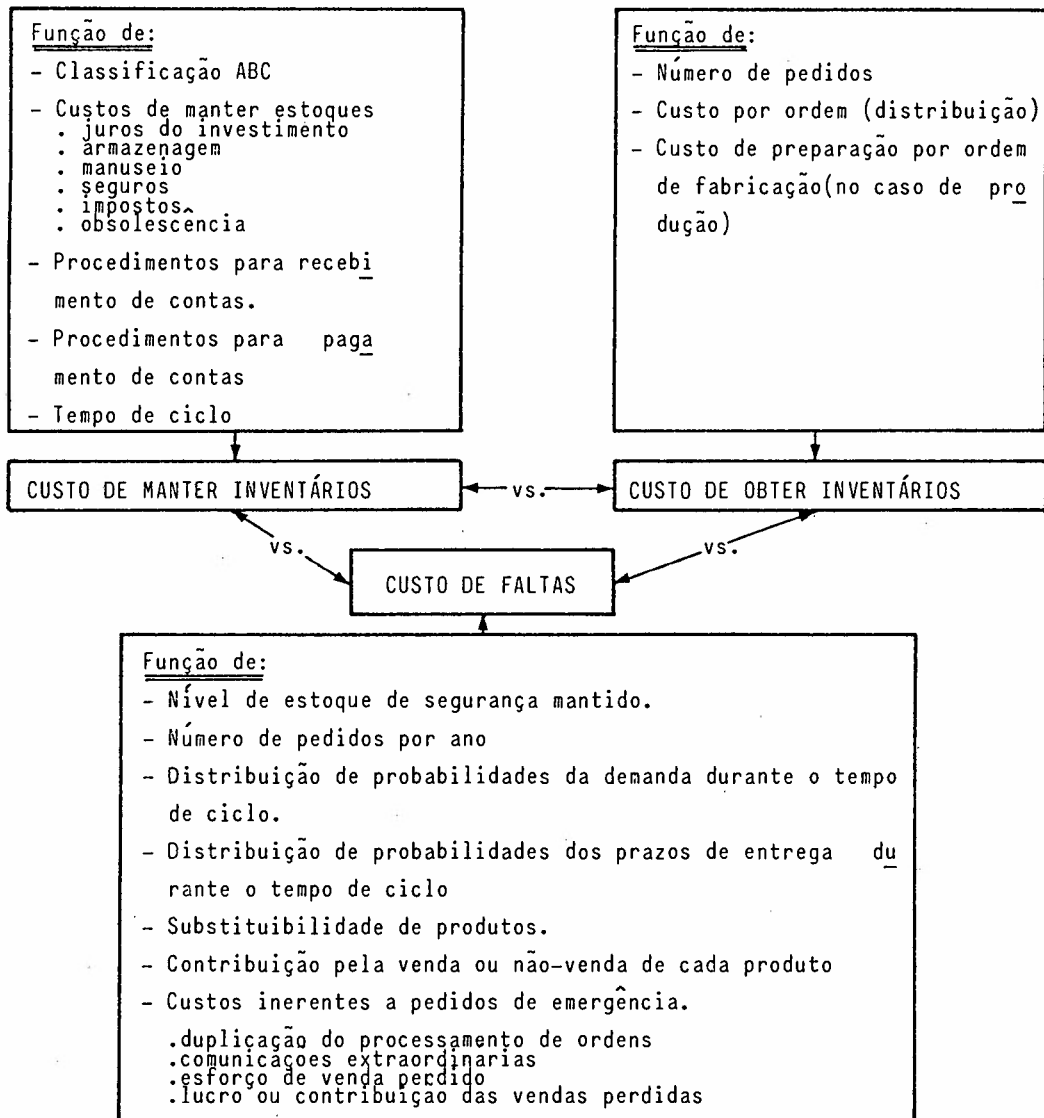 Função de:
- Classificação ABC
- Custos de manter estoques
. juros do investimento
. armazenagem
. manuseio
. seguros
. impostos
. obsolescência
- Procedimentos para recebi
mento de contas.
- Procedimentos para paga
mento de contas
- Tempo de ciclo
Função de:
- Número de pedidos
- Custo por ordem (distribuição)
- Custo de preparação por ordem
de fabricação(no caso de pro
dução)
CUSTO DE MANTER INVENTÁRIOS
vs.
CUSTO DE OBTER INVENTÁRIOS
vs.
vs.
CUSTO DE FALTAS
Função de:
- Nível de estoque de segurança mantido.
- Número de pedidos por ano
- Distribuição de probabilidades da demanda durante o tempo
de ciclo.
- Distribuição de probabilidades dos prazos de entrega du
rante o tempo de ciclo
- Substituibilidade de produtos.
- Contribuição pela venda ou não-venda de cada produto
- Custos inerentes a pedidos de emergência.
.duplicação do processamento de ordens
.comunicaçoes extraordinarias
.esforço de venda perdido
.lucro ou contribuição das vendas perdidas